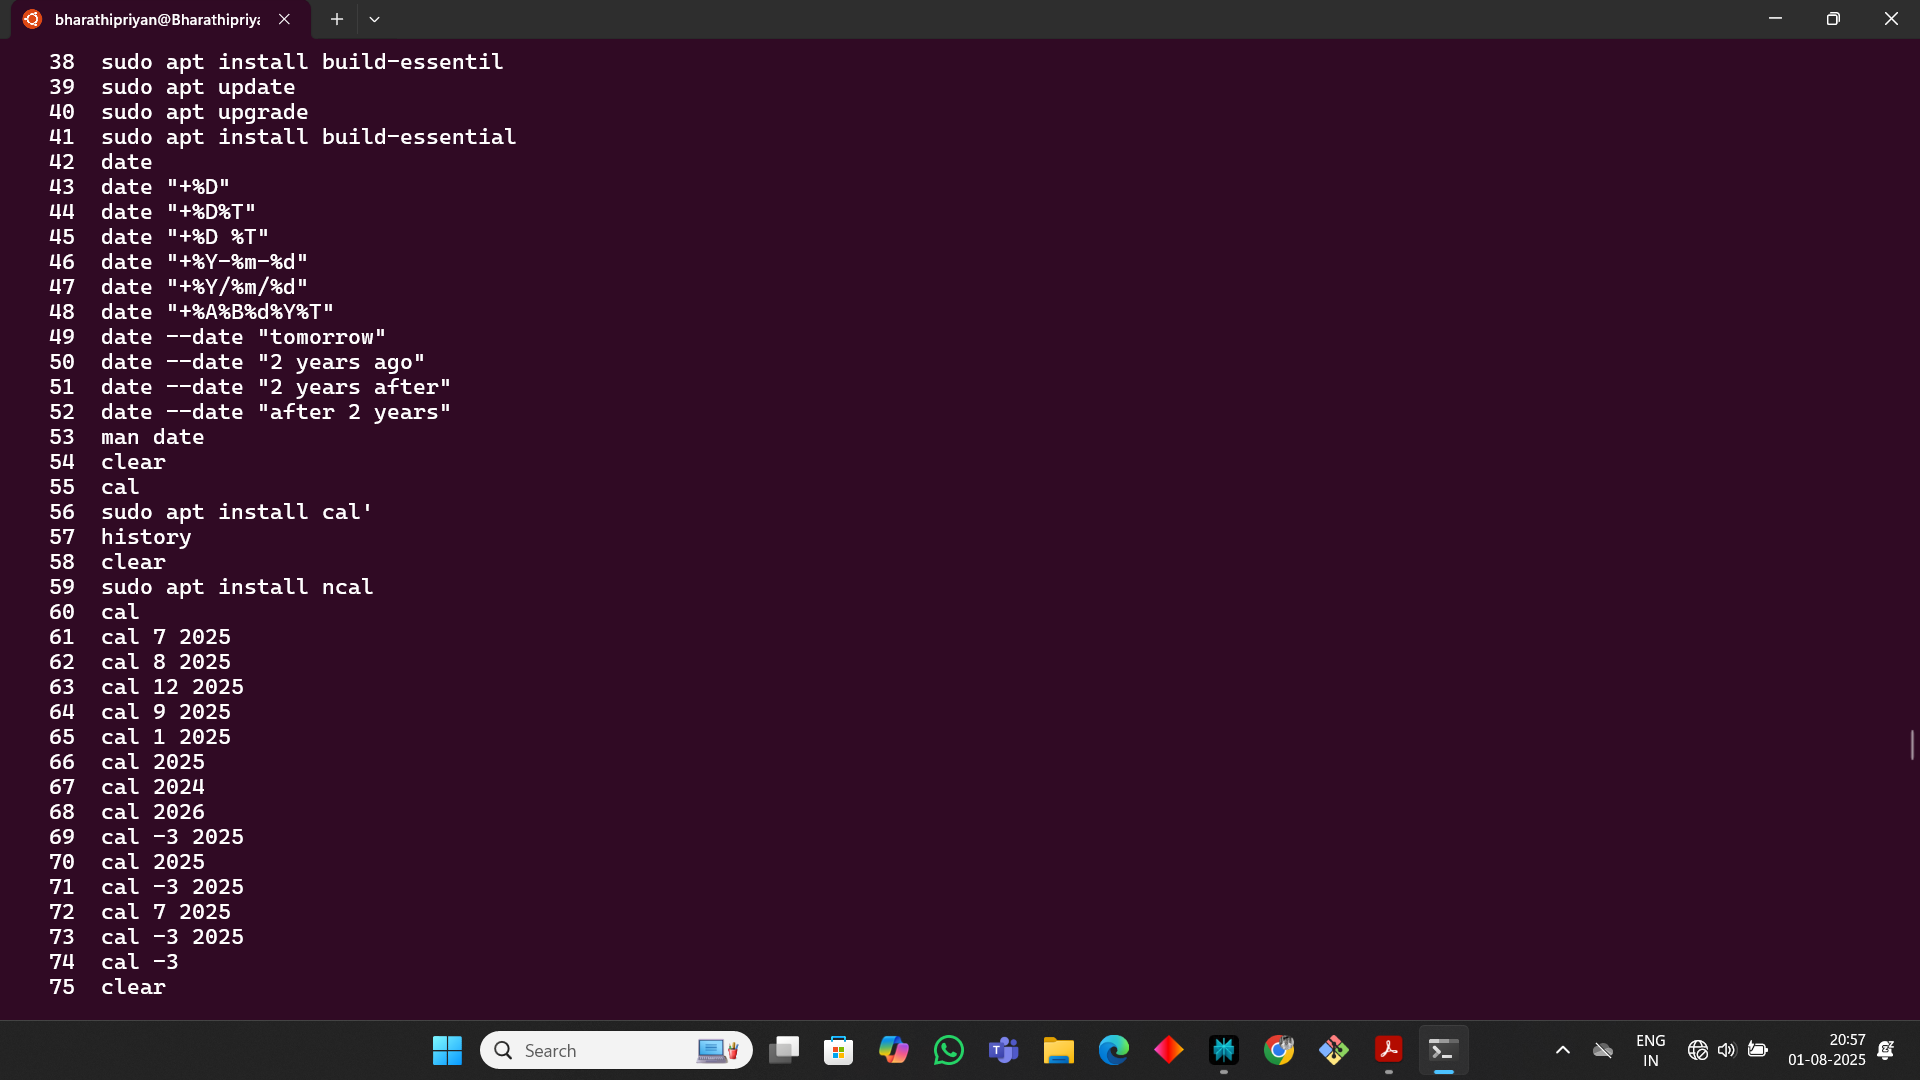 bharathipriyan@Bharathipriya
38  sudo apt install build-essentil
39  sudo apt update
40  sudo apt upgrade
41  sudo apt install build-essential
42  date
43  date "+%D"
44  date "+%D%T"
45  date "+%D %T"
46  date "+%Y-%m-%d"
47  date "+%Y/%m/%d"
48  date "+%A%B%d%Y%T"
49  date --date "tomorrow"
50  date --date "2 years ago"
51  date --date "2 years after"
52  date --date "after 2 years"
53  man date
54  clear
55  cal
56  sudo apt install cal'
57  history
58  clear
59  sudo apt install ncal
60  cal
61  cal 7 2025
62  cal 8 2025
63  cal 12 2025
64  cal 9 2025
65  cal 1 2025
66  cal 2025
67  cal 2024
68  cal 2026
69  cal -3 2025
70  cal 2025
71  cal -3 2025
72  cal 7 2025
73  cal -3 2025
74  cal -3
75  clear
Search
ENG
IN
20:57
01-08-2025